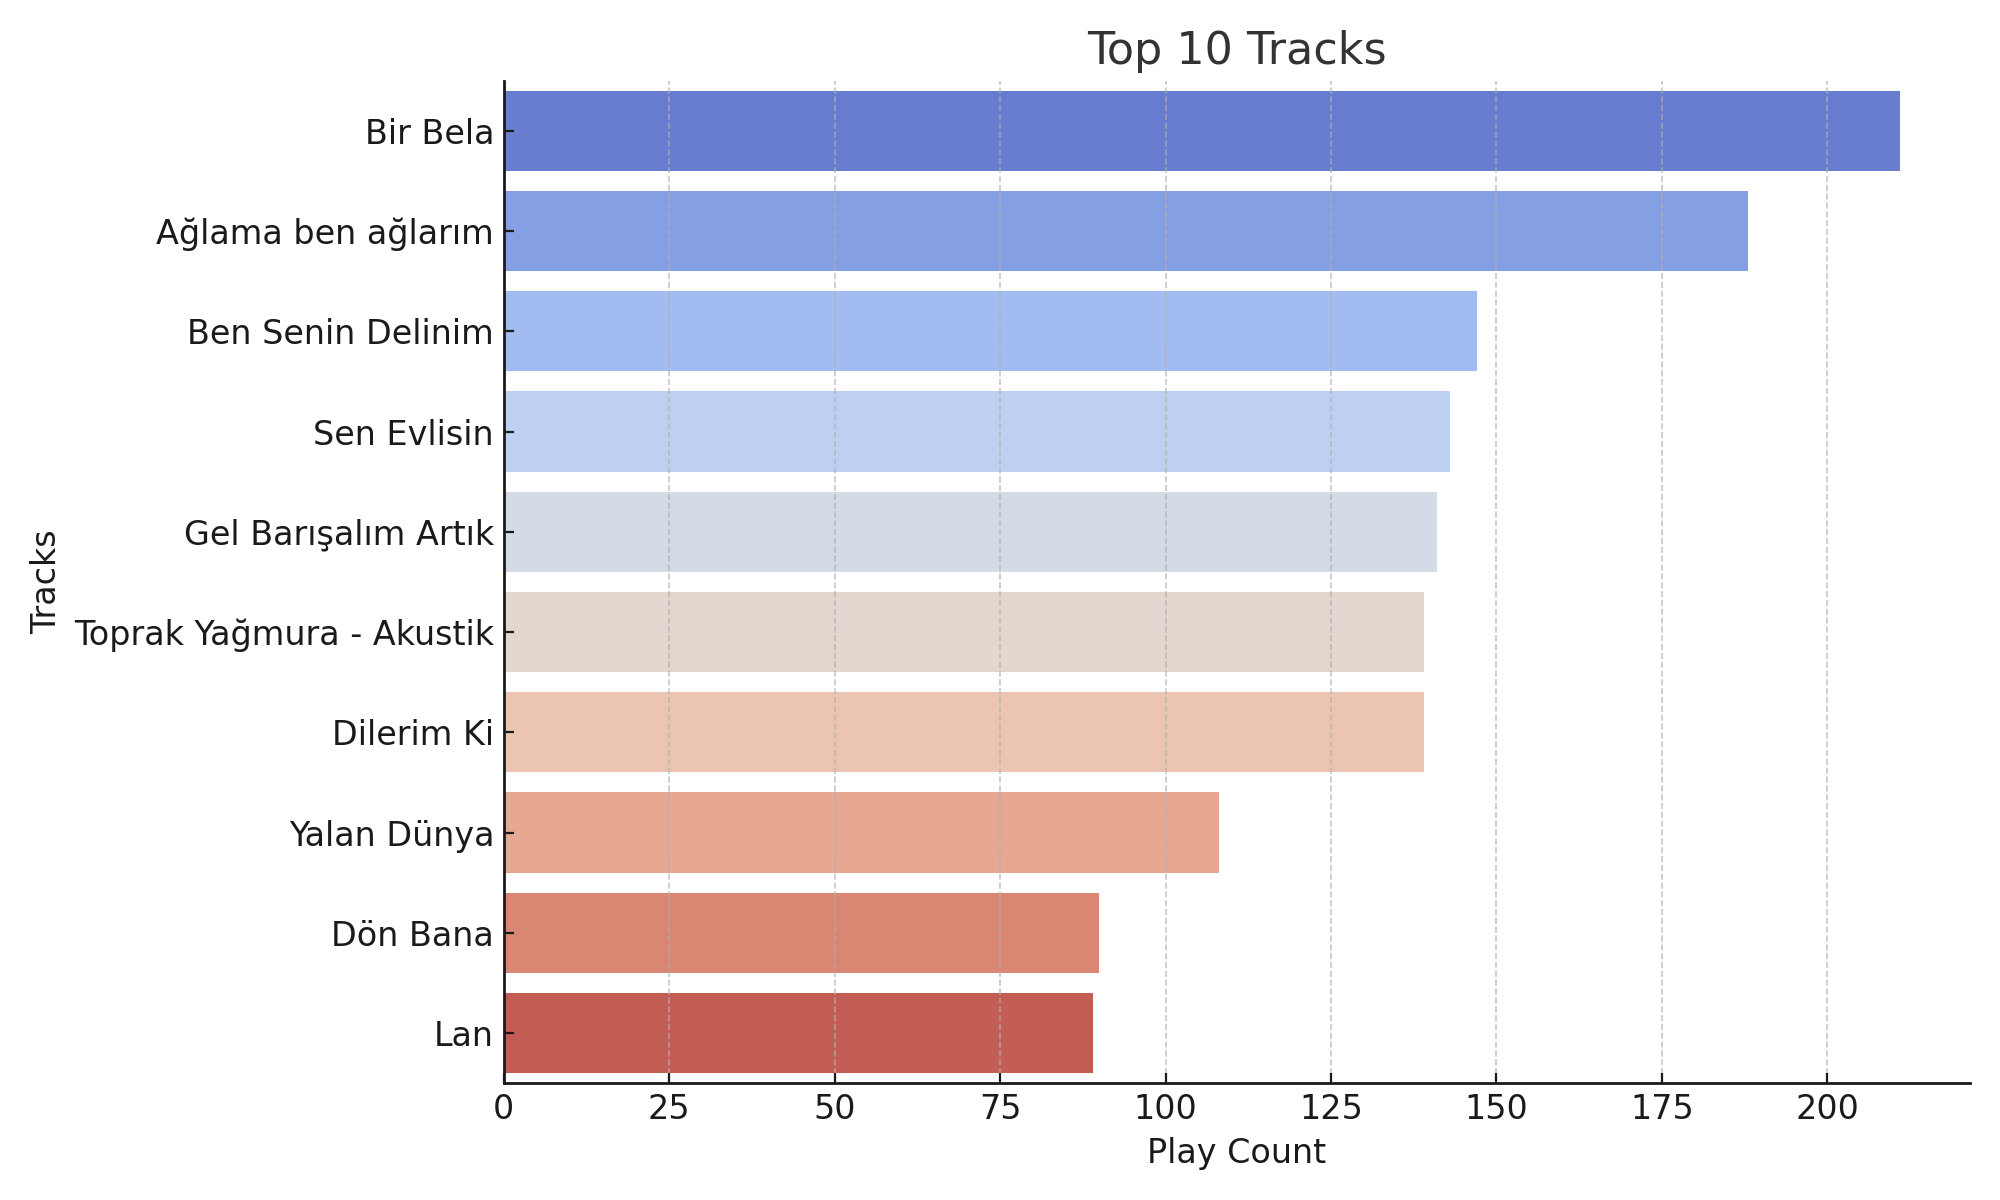 Top 10 Tracks
Bir Bela
Ağlama ben ağlarım
Ben Senin Delinim
Sen Evlisin
Gel Barışalım Artık
Toprak Yağmura - Akustik
Dilerim Ki
Yalan Dünya
Dön Bana
Lan
Tracks
0 25 50 75 100 125 150 175 200
Play Count